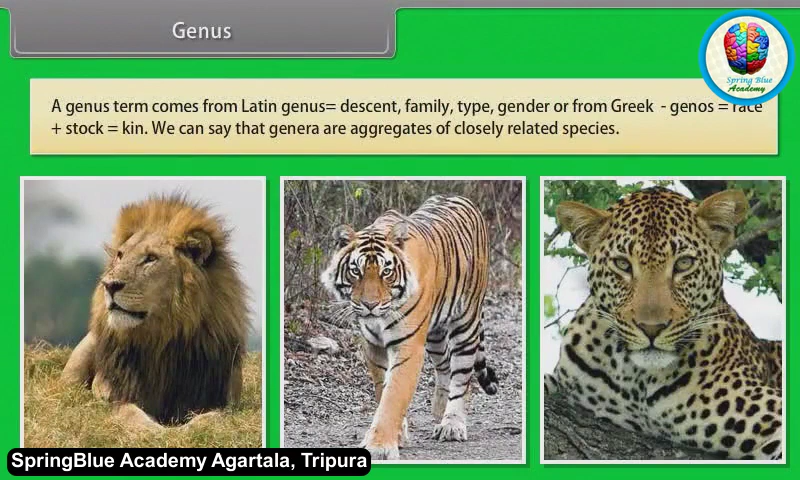 Genus
Spring Blue
Academy
A genus term comes from Latin genus= descent, family, type, gender or from Greek - genos = race
+ stock = kin. We can say that genera are aggregates of closely related species.
SpringBlue Academy Agartala, Tripura